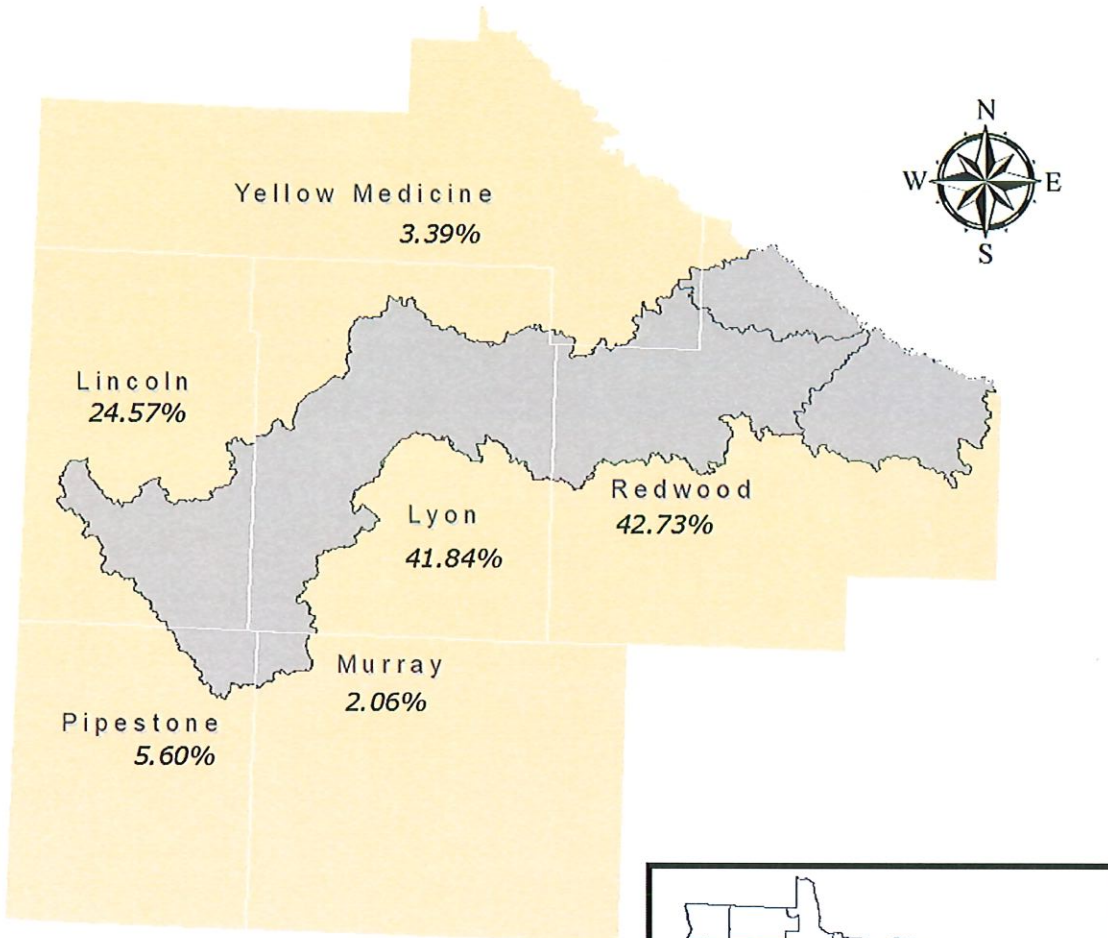 N
W E
S
Yellow Medicine
3.39%
Lincoln
24.57%
Lyon
41.84%
Redwood
42.73%
Murray
2.06%
Pipestone
5.60%